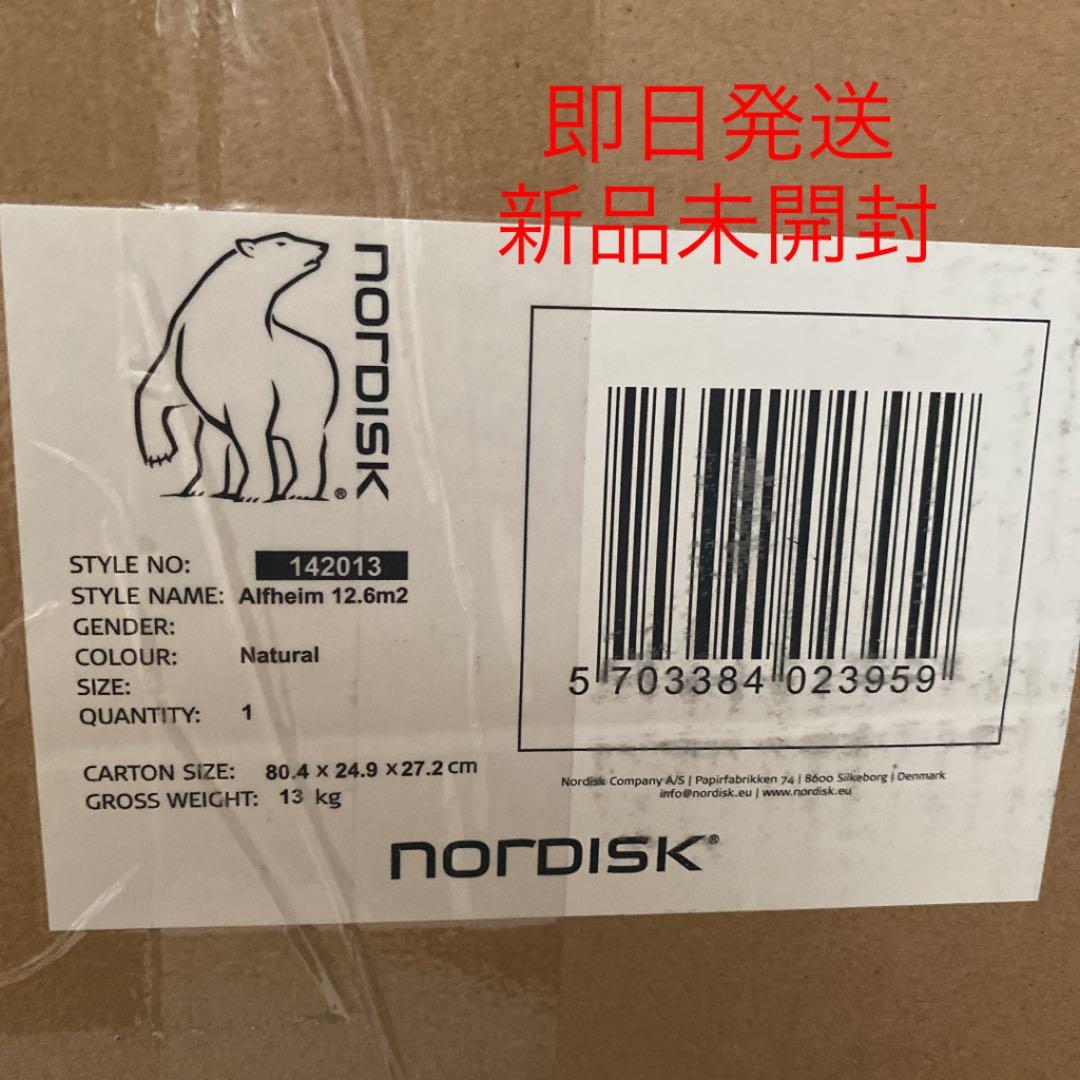 即日発送
新品未開封
NORDISK®
STYLE NO: 142013
STYLE NAME: Alfheim 12.6m2
GENDER:
COLOUR: Natural
SIZE:
QUANTITY: 1
CARTON SIZE: 80.4 x 24.9 x27.2 cm
GROSS WEIGHT: 13 kg
5 703384 023959
Nordisk Company A/S | Papirfabrikken 74 | 8600 Silkeborg | Denmark
info@nordisk.eu | www.nordisk.eu
NORDISK®